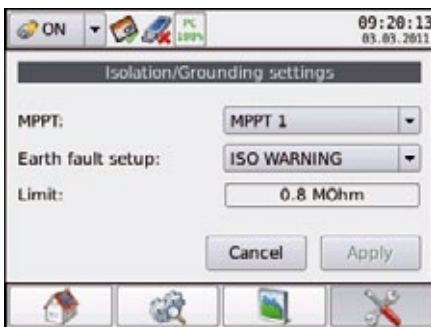 ON PC 100% 09:20:13
03.03.2011
Isolation/Grounding settings
MPPT: MPPT 1
Earth fault setup: ISO WARNING
Limit: 0.8 MOhm
Cancel Apply